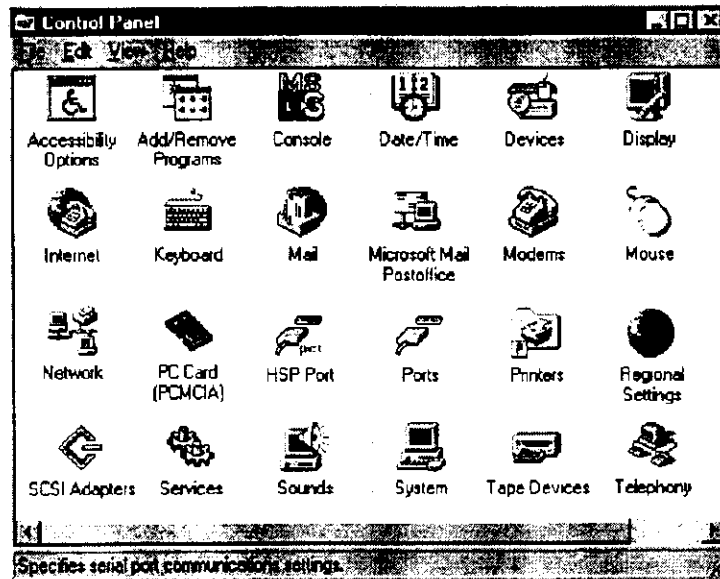 Control Panel
File Edit View Help
Accessibility Options
Add/Remove Programs
Console
Date/Time
Devices
Display
Internet
Keyboard
Mail
Microsoft Mail Postoffice
Modems
Mouse
Network
PC Card (PCMCIA)
HSP Port
Ports
Printers
Regional Settings
SCSI Adapters
Services
Sounds
System
Tape Devices
Telephony
Specifies serial port communications settings.